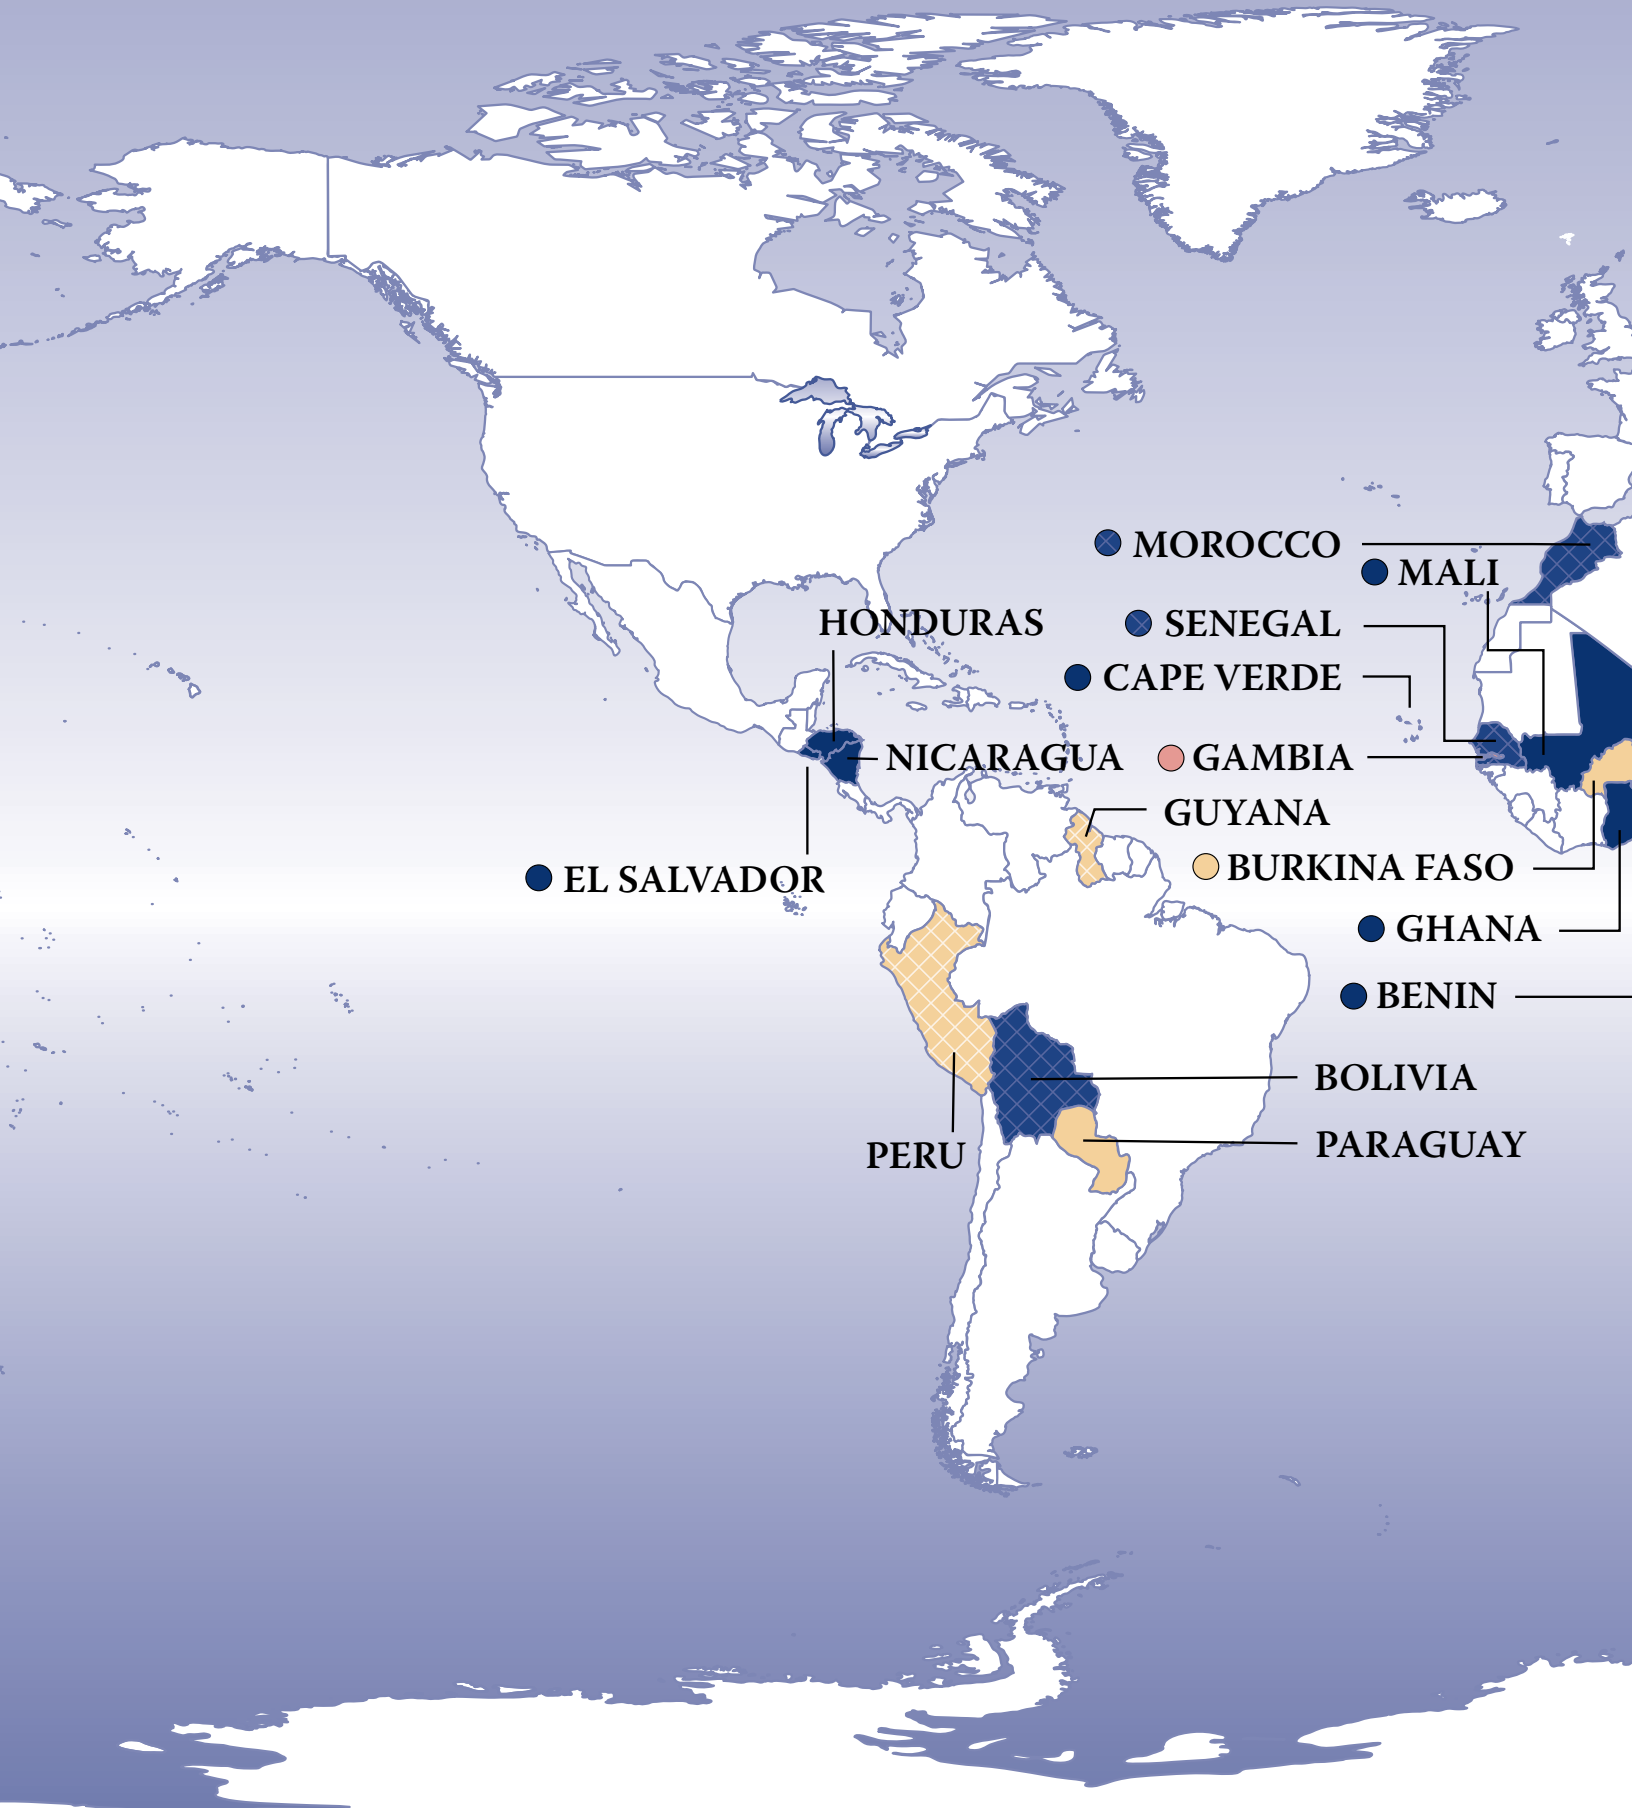 MOROCCO
MALI
HONDURAS
SENEGAL
CAPE VERDE
NICARAGUA
GAMBIA
GUYANA
BURKINA FASO
EL SALVADOR
GHANA
BENIN
BOLIVIA
PARAGUAY
PERU